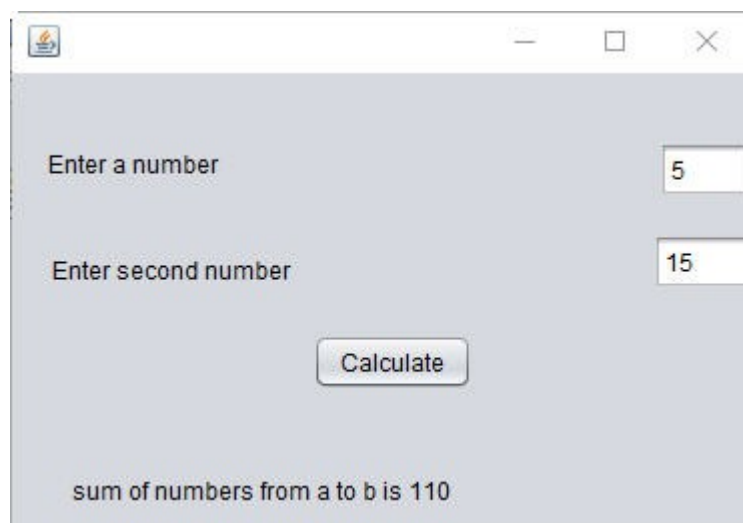 Enter a number
5
Enter second number
15
Calculate
sum of numbers from a to b is 110